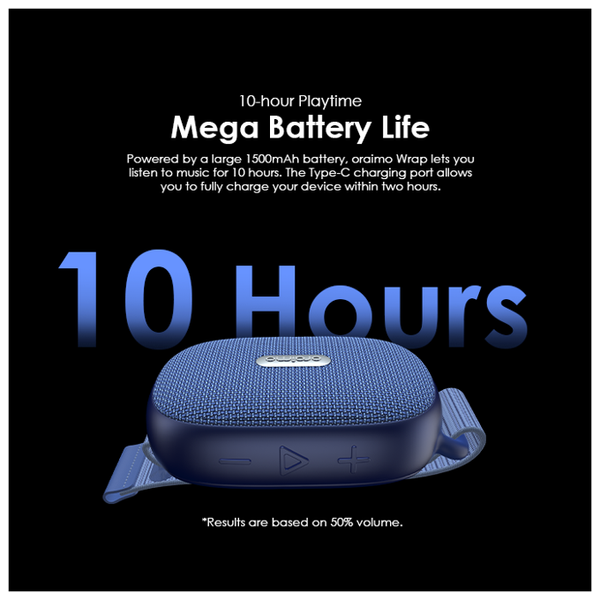 10-hour Playtime
Mega Battery Life
Powered by a large 1500mAh battery, oraimo Wrap lets you
listen to music for 10 hours. The Type-C charging port allows
you to fully charge your device within two hours.
10 Hours
oraimo
*Results are based on 50% volume.